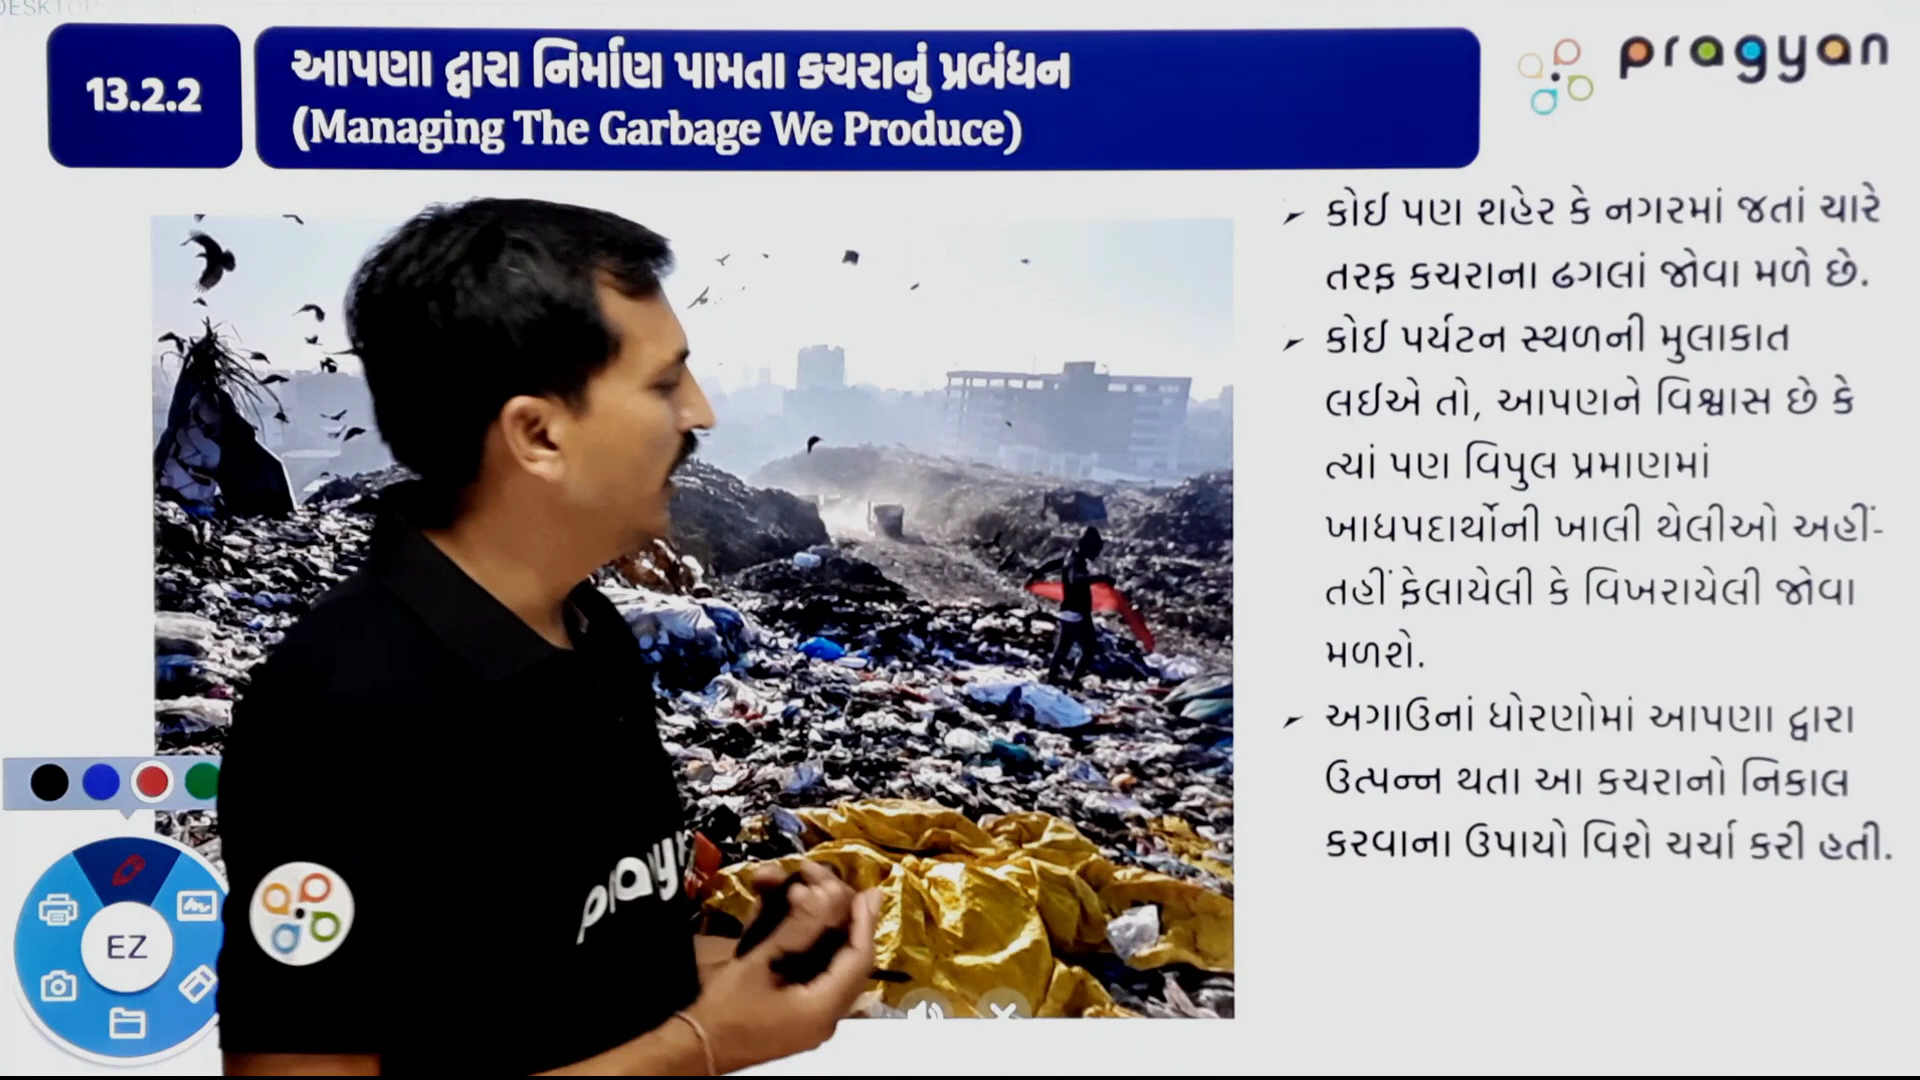 13.2.2
આપણા દ્વારા નિર્માણ પામતા કચરાનું પ્રબંધન
(Managing The Garbage We Produce)
pragyan
➢ કોઈ પણ શહેર કે નગરમાં જતાં ચારે
તરફ કચરાના ઢગલાં જોવા મળે છે.
➢ કોઈ પર્યટન સ્થળની મુલાકાત
લઈએ તો, આપણને વિશ્વાસ છે કે
ત્યાં પણ વિપુલ પ્રમાણમાં
ખાદ્યપદાર્થોની ખાલી થેલીઓ અહીં-
તહીં ફેલાયેલી કે વિખરાયેલી જોવા
મળશે.
➢ અગાઉનાં ધોરણોમાં આપણા દ્વારા
ઉત્પન્ન થતા આ કચરાનો નિકાલ
કરવાના ઉપાયો વિશે ચર્ચા કરી હતી.
EZ